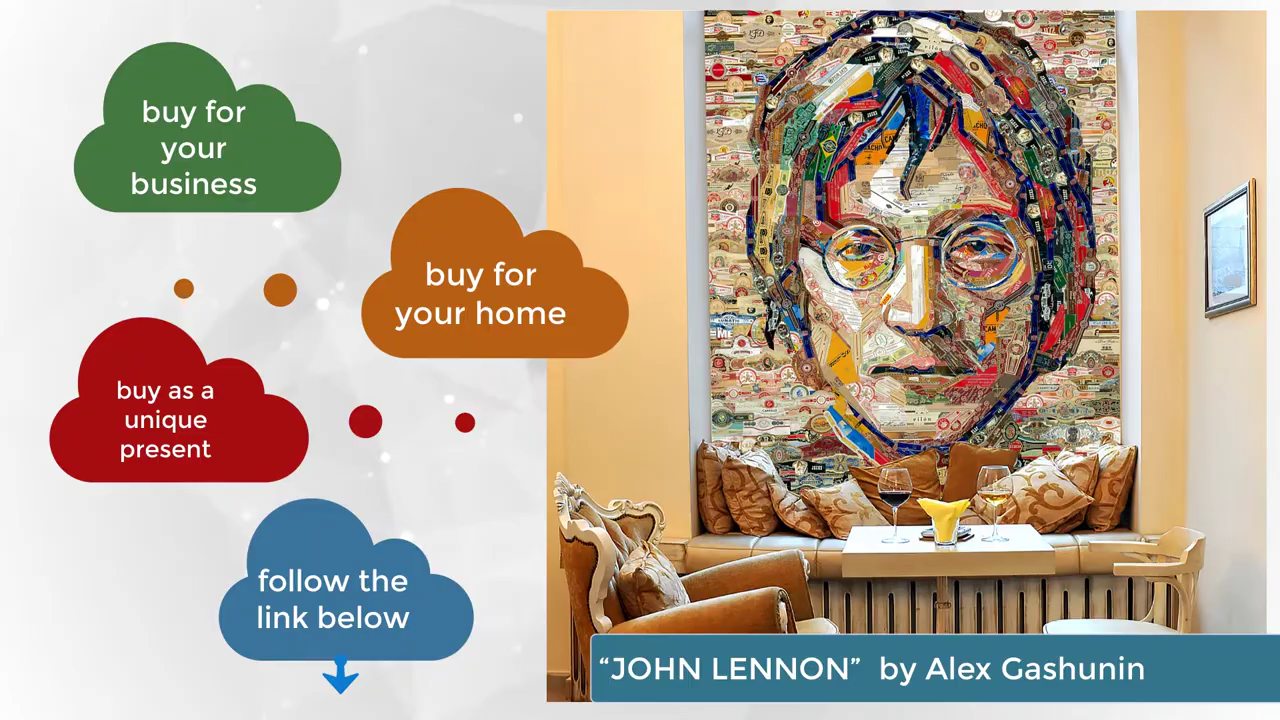 buy for
your
business
buy for
your home
buy as a
unique
present
follow the
link below
“JOHN LENNON” by Alex Gashunin